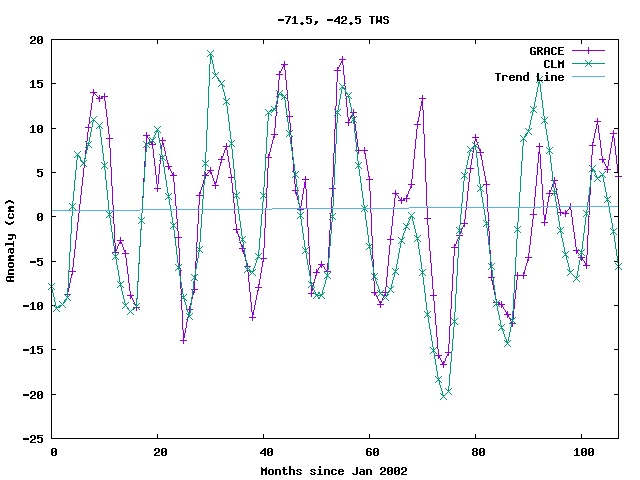 -71.5, -42.5 TWS
GRACE
CLM
Trend Line
20
15
10
5
0
-5
-10
-15
-20
-25
Anomaly (cm)
0 20 40 60 80 100
Months since Jan 2002